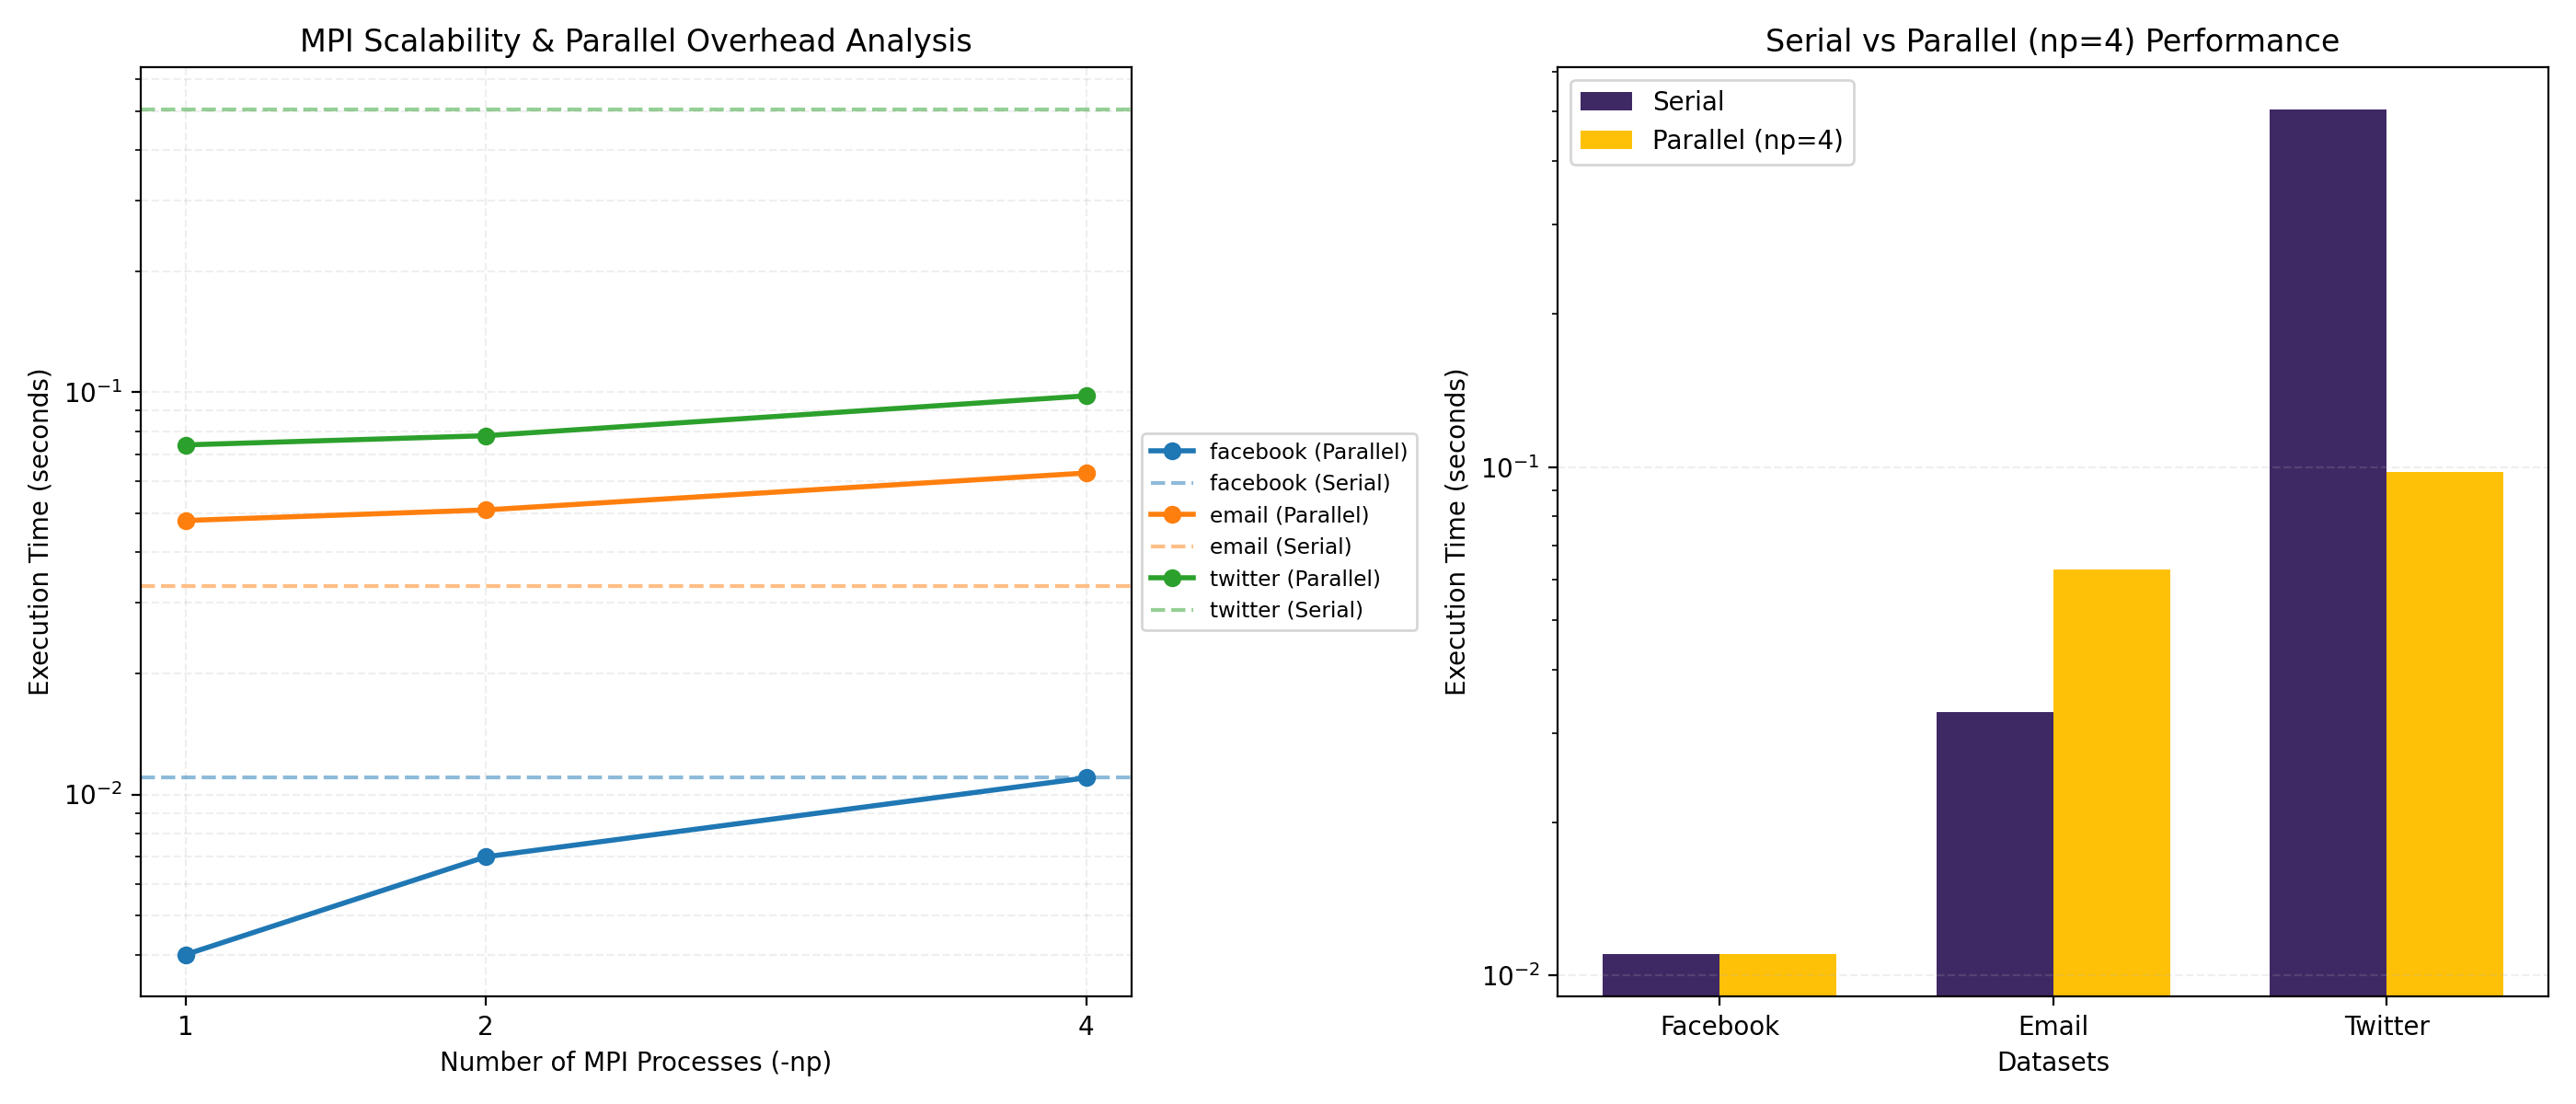 MPI Scalability & Parallel Overhead Analysis
Execution Time (seconds)
10⁻¹
10⁻²
1
2
4
Number of MPI Processes (-np)
facebook (Parallel)
facebook (Serial)
email (Parallel)
email (Serial)
twitter (Parallel)
twitter (Serial)
Serial vs Parallel (np=4) Performance
Serial
Parallel (np=4)
Execution Time (seconds)
10⁻¹
10⁻²
Facebook
Email
Twitter
Datasets